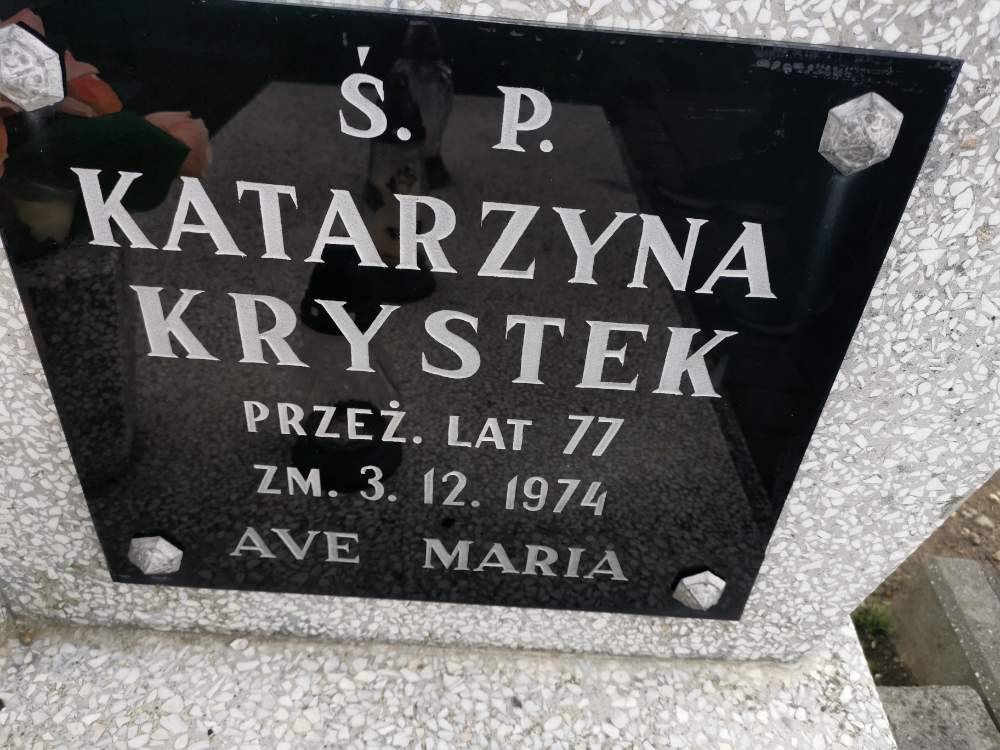 Ś. P.
KATARZYNA
KRYSTEK
PRZEŻ. LAT 77
ZM. 3. 12. 1974
AVE MARIA